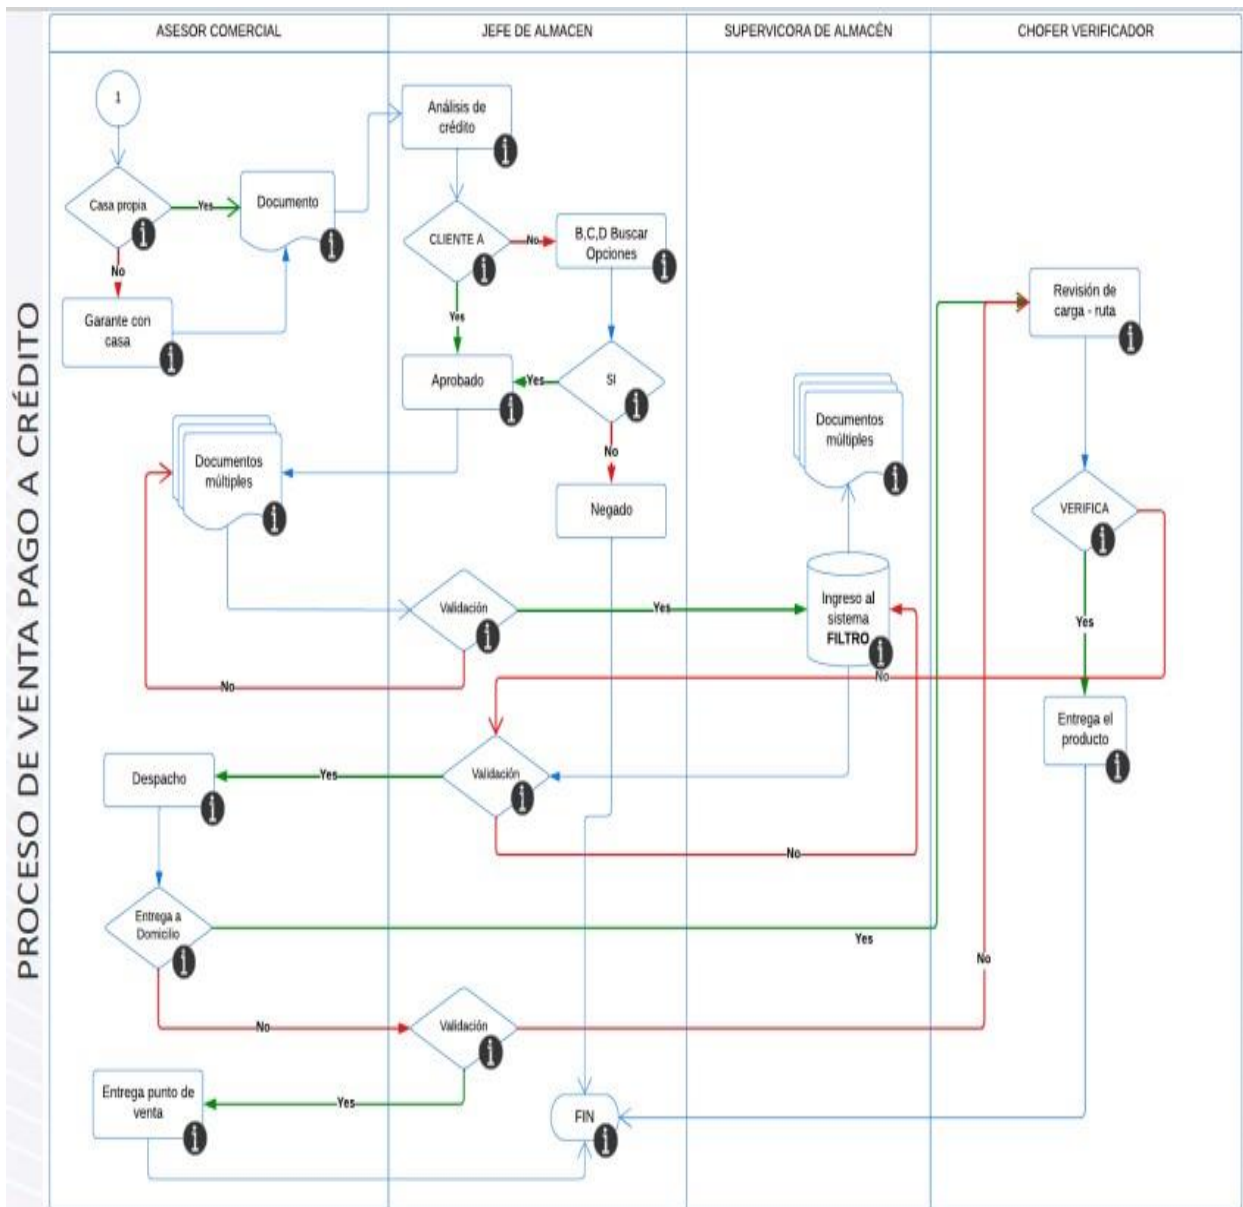 PROCESO DE VENTA PAGO A CRÉDITO
ASESOR COMERCIAL
JEFE DE ALMACEN
SUPERVICORA DE ALMACÉN
CHOFER VERIFICADOR
1
Análisis de
crédito
Casa propia
Yes
Documento
No
CLIENTE A
No
B,C,D Buscar
Opciones
Yes
Garante con
casa
Revisión de
carga - ruta
Aprobado
Yes
SI
No
Documentos
múltiples
Documentos
múltiples
Negado
VERIFICA
Validación
Yes
Ingreso al
sistema
FILTRO
Yes
No
No
Entrega el
producto
Despacho
Yes
Validación
No
Entrega a
Domicilio
Yes
No
No
Validación
Entrega punto de
venta
Yes
FIN